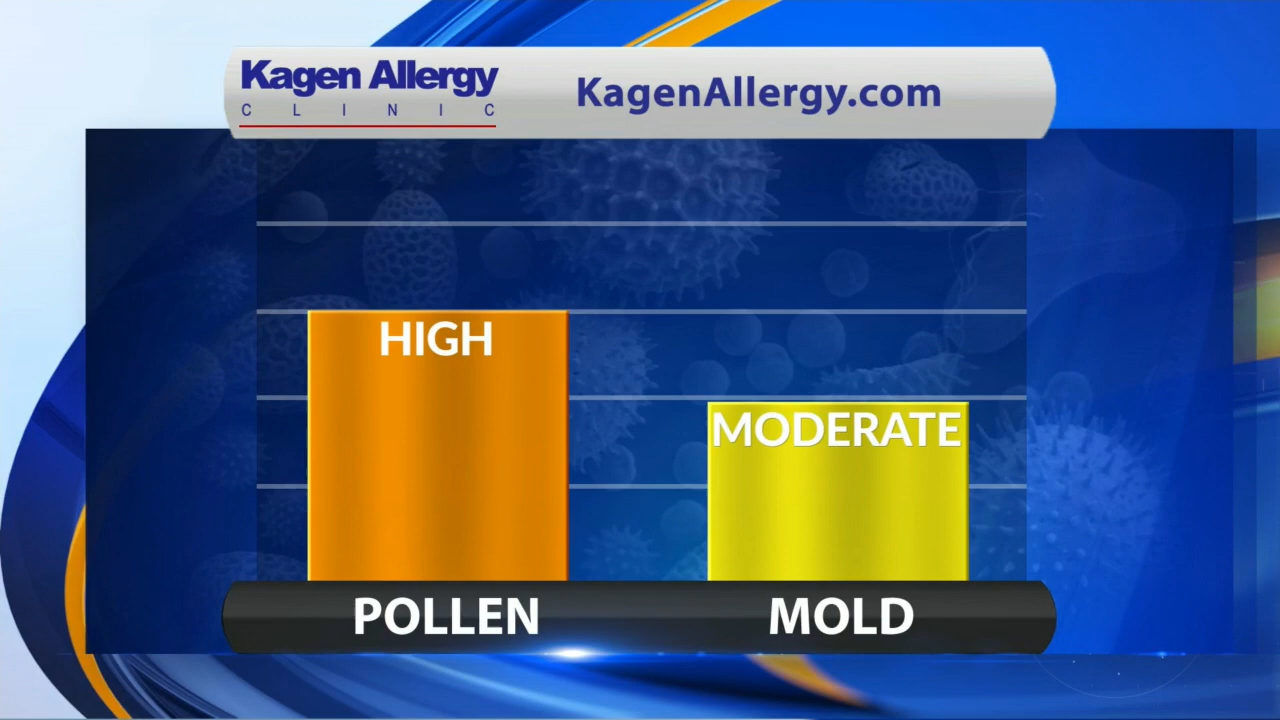 Kagen Allergy
CLINIC
KagenAllergy.com
HIGH
MODERATE
POLLEN
MOLD